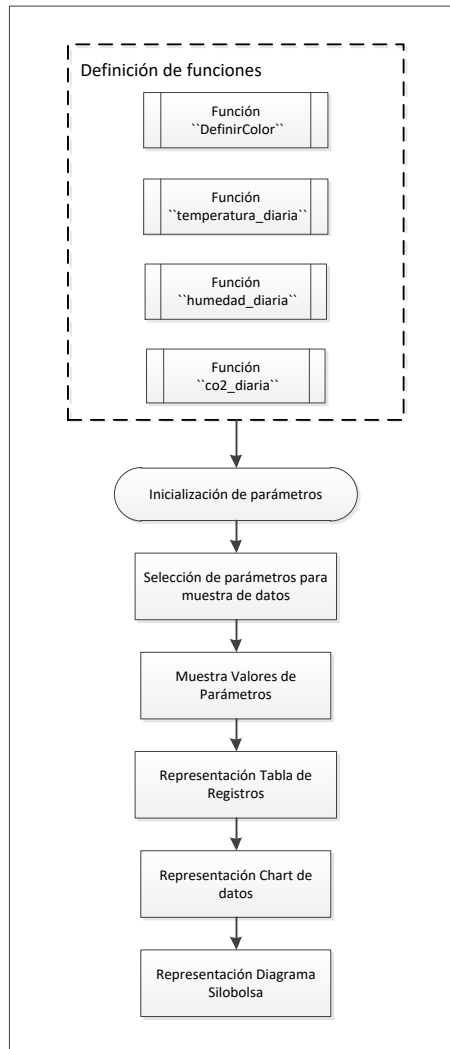 Definición de funciones
Función
``DefinirColor``
Función
``temperatura_diaria``
Función
``humedad_diaria``
Función
``co2_diaria``
Inicialización de parámetros
Selección de parámetros para
muestra de datos
Muestra Valores de
Parámetros
Representación Tabla de
Registros
Representación Chart de
datos
Representación Diagrama
Silobolsa